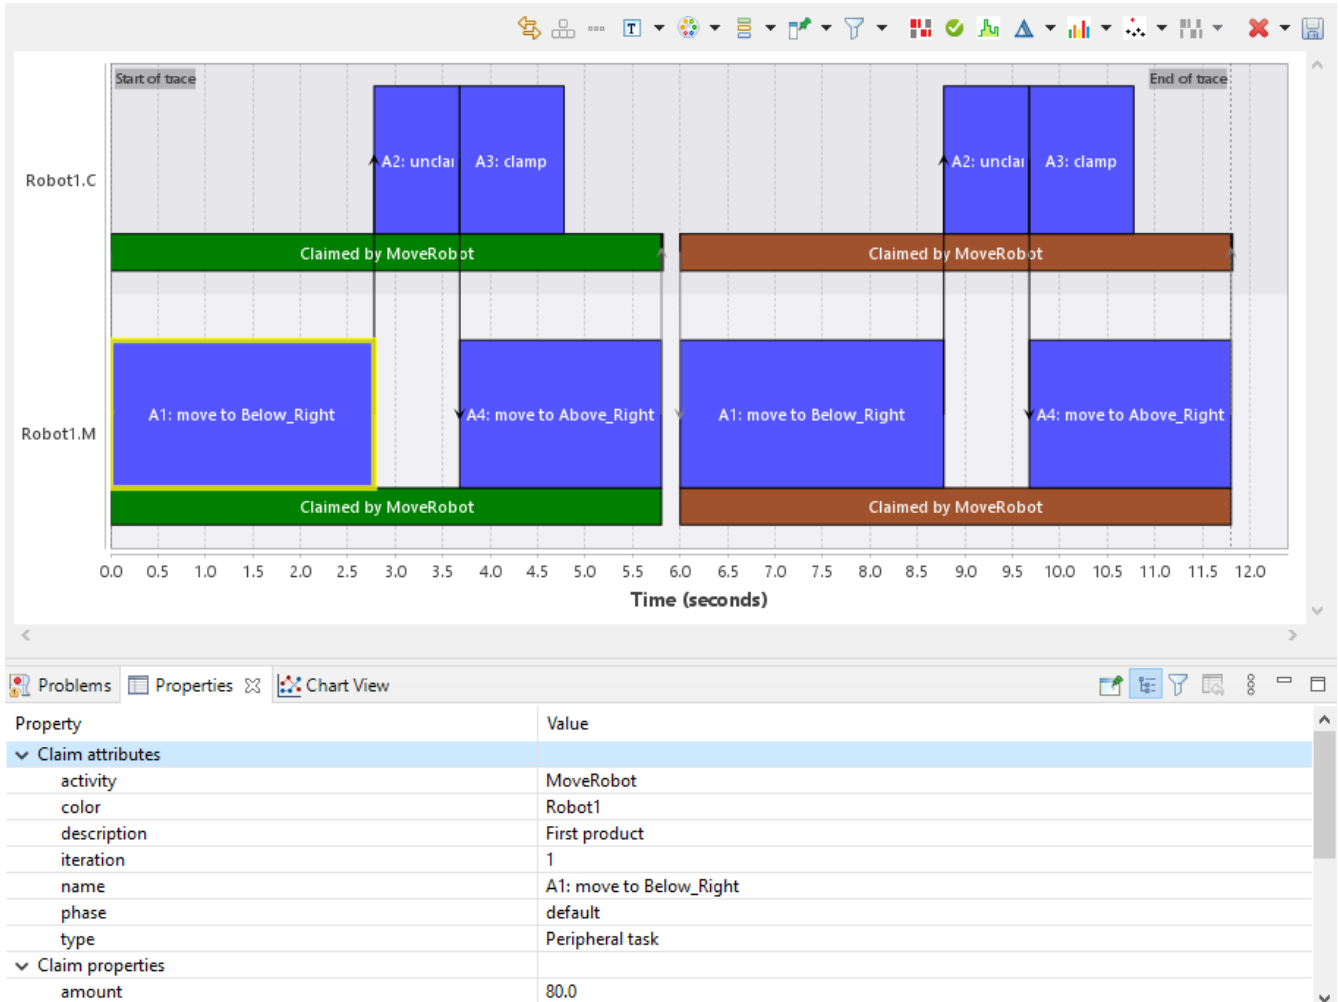 T
Start of trace
End of trace
A2: unclar
A3: clamp
A2: unclar
A3: clamp
Robot1.C
Claimed by MoveRobot
Claimed by MoveRobot
A1: move to Below_Right
A4: move to Above_Right
A1: move to Below_Right
A4: move to Above_Right
Robot1.M
Claimed by MoveRobot
Claimed by MoveRobot
0.0 0.5 1.0 1.5 2.0 2.5 3.0 3.5 4.0 4.5 5.0 5.5 6.0 6.5 7.0 7.5 8.0 8.5 9.0 9.5 10.0 10.5 11.0 11.5 12.0
Time (seconds)
Problems Properties Chart View
Property Value
Claim attributes
activity MoveRobot
color Robot1
description First product
iteration 1
name A1: move to Below_Right
phase default
type Peripheral task
Claim properties
amount 80.0